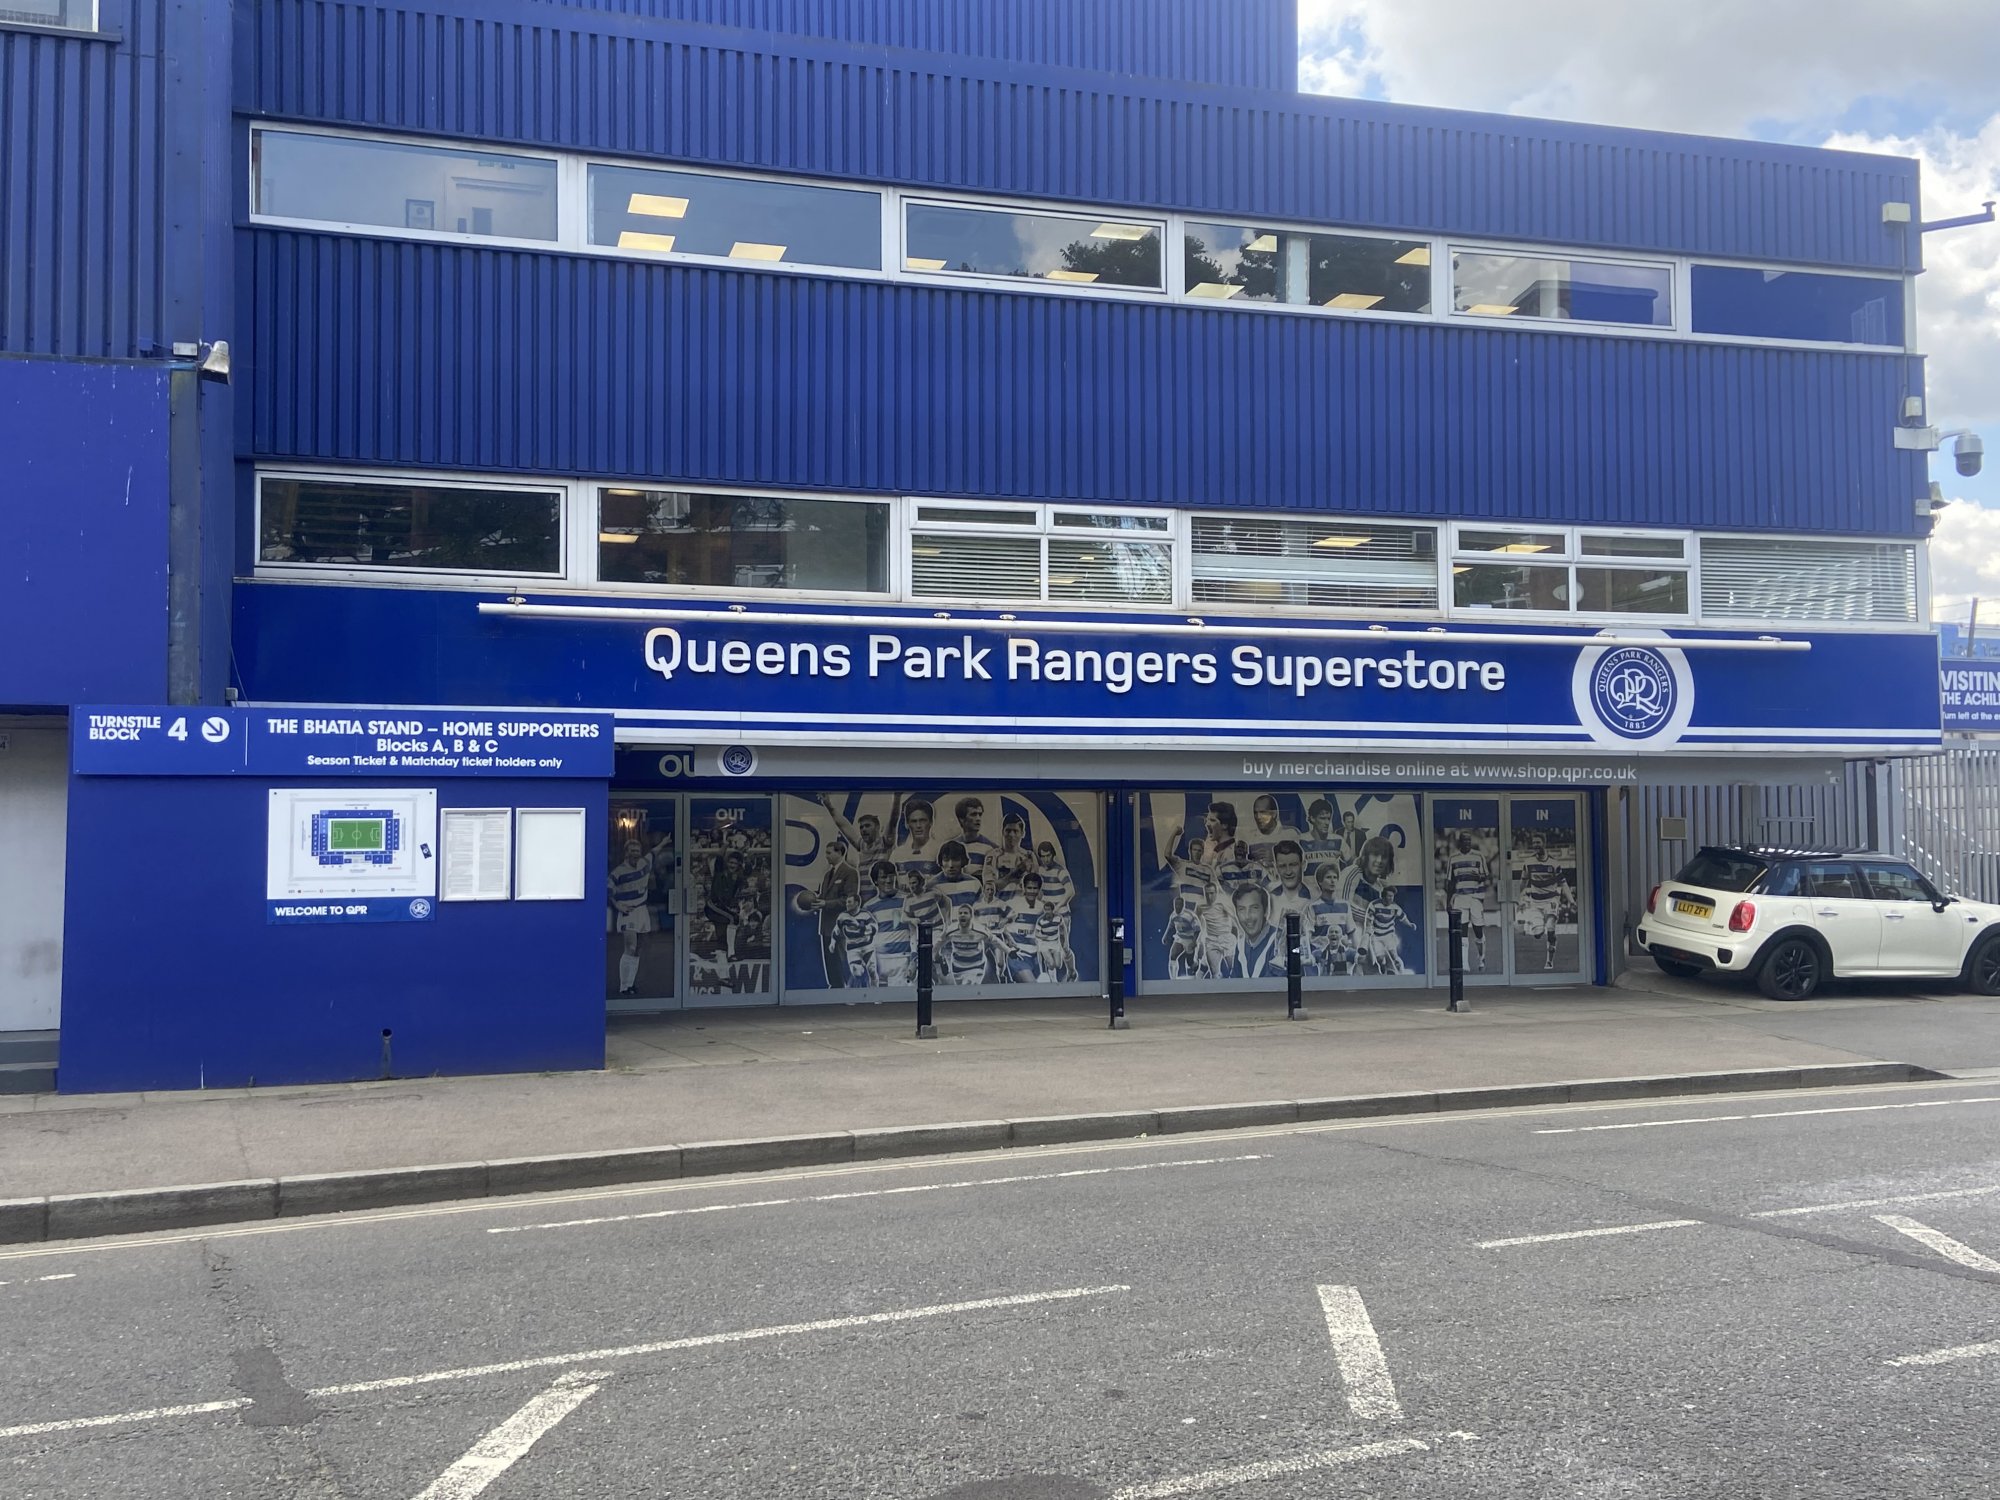 Queens Park Rangers Superstore
QUEENS PARK RANGERS
QPR
1882
TURNSTILE
BLOCK 4
THE BHATIA STAND – HOME SUPPORTERS
Blocks A, B & C
Season Ticket & Matchday ticket holders only
buy merchandise online at www.shop.qpr.co.uk
OUT
OUT
IN
IN
GUINNESS
WELCOME TO QPR
LL17 ZFY
THE